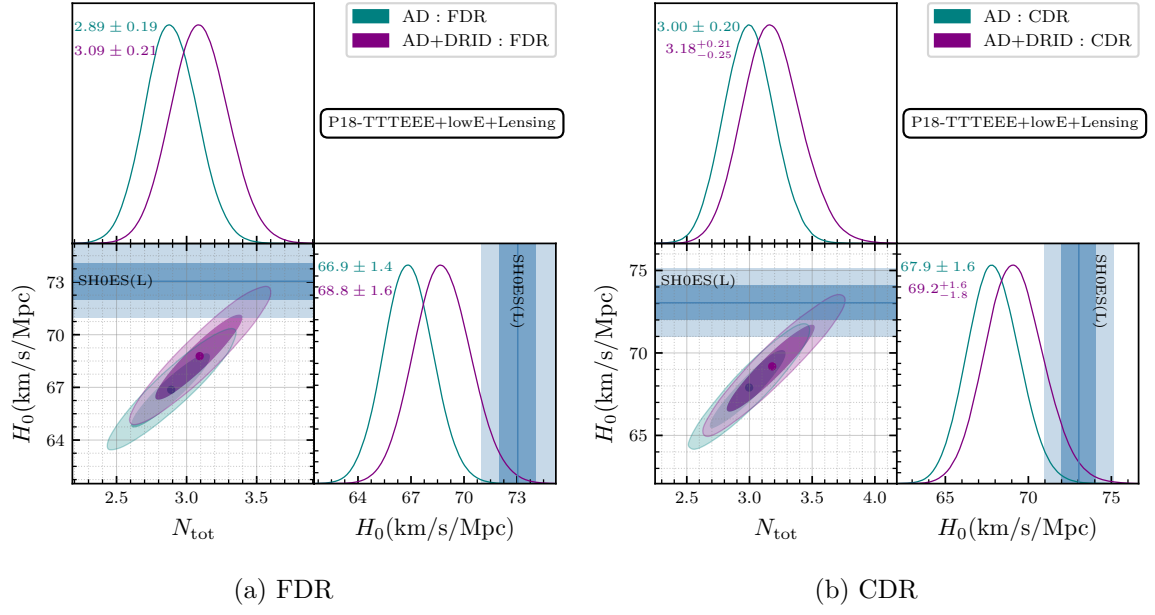 2.89 ± 0.19
3.09 ± 0.21
AD : FDR
AD+DRID : FDR
P18-TTTEEE+lowE+Lensing
SH0ES(L)
73
70
67
64
H₀(km/s/Mpc)
2.5 3.0 3.5
N_tot
66.9 ± 1.4
68.8 ± 1.6
SH0ES(L)
64 67 70 73
H₀(km/s/Mpc)
(a) FDR
3.00 ± 0.20
3.18^{+0.21}_{-0.25}
AD : CDR
AD+DRID : CDR
P18-TTTEEE+lowE+Lensing
SH0ES(L)
75
70
65
H₀(km/s/Mpc)
2.5 3.0 3.5 4.0
N_tot
67.9 ± 1.6
69.2^{+1.6}_{-1.8}
SH0ES(L)
65 70 75
H₀(km/s/Mpc)
(b) CDR